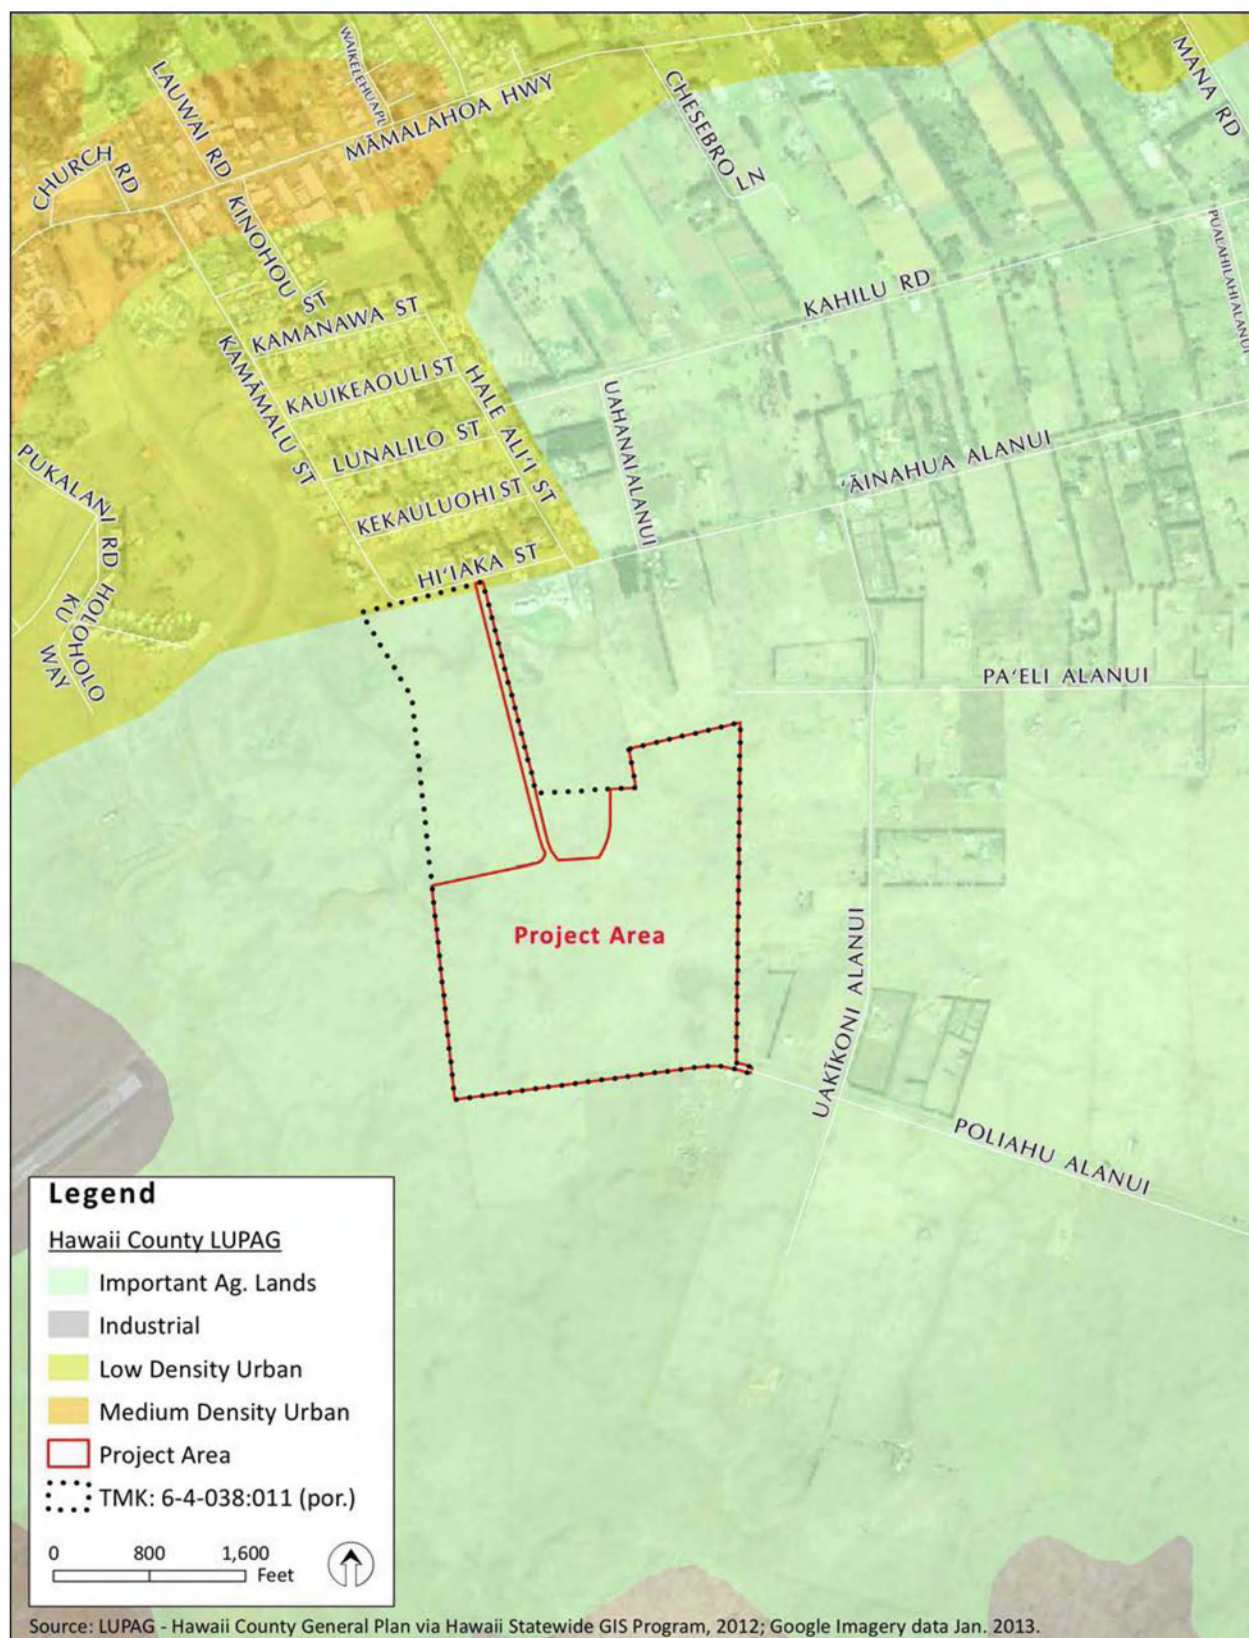 WAIKELEHUA PL
LAUWAI RD
MĀMALAHOA HWY
CHESEBRO LN
MANA RD
CHURCH RD
KINOHOU ST
PUALAHILAHI ALANUI
KAHILU RD
KAMANAWA ST
KAMĀMALU ST
KAUIKEAOULI ST
HALE ALI‘I ST
UAHANAI ALANUI
LUNALILO ST
‘ĀINAHUA ALANUI
PUKALANI RD
KEKAULUOHI ST
HI‘IAKA ST
HOLOHOLO
KU
WAY
PA‘ELI ALANUI
Project Area
UAKĪKONI ALANUI
POLIAHU ALANUI
Legend
Hawaii County LUPAG
Important Ag. Lands
Industrial
Low Density Urban
Medium Density Urban
Project Area
TMK: 6-4-038:011 (por.)
0 800 1,600
Feet
Source: LUPAG - Hawaii County General Plan via Hawaii Statewide GIS Program, 2012; Google Imagery data Jan. 2013.